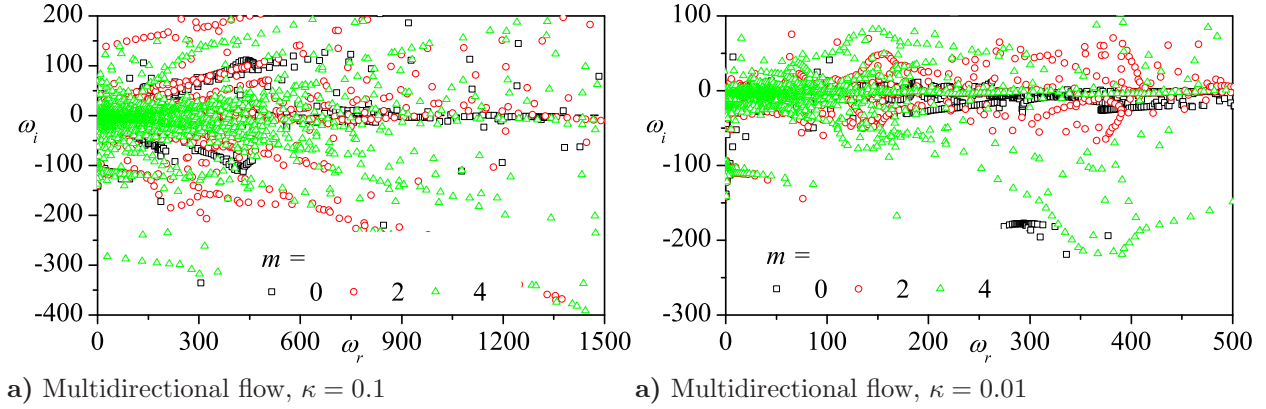 200
100
0
-100
-200
-300
-400
ω_i
0 300 600 900 1200 1500
ω_r
m =
0 2 4
a) Multidirectional flow, κ = 0.1
100
0
-100
-200
-300
ω_i
0 100 200 300 400 500
ω_r
m =
0 2 4
a) Multidirectional flow, κ = 0.01